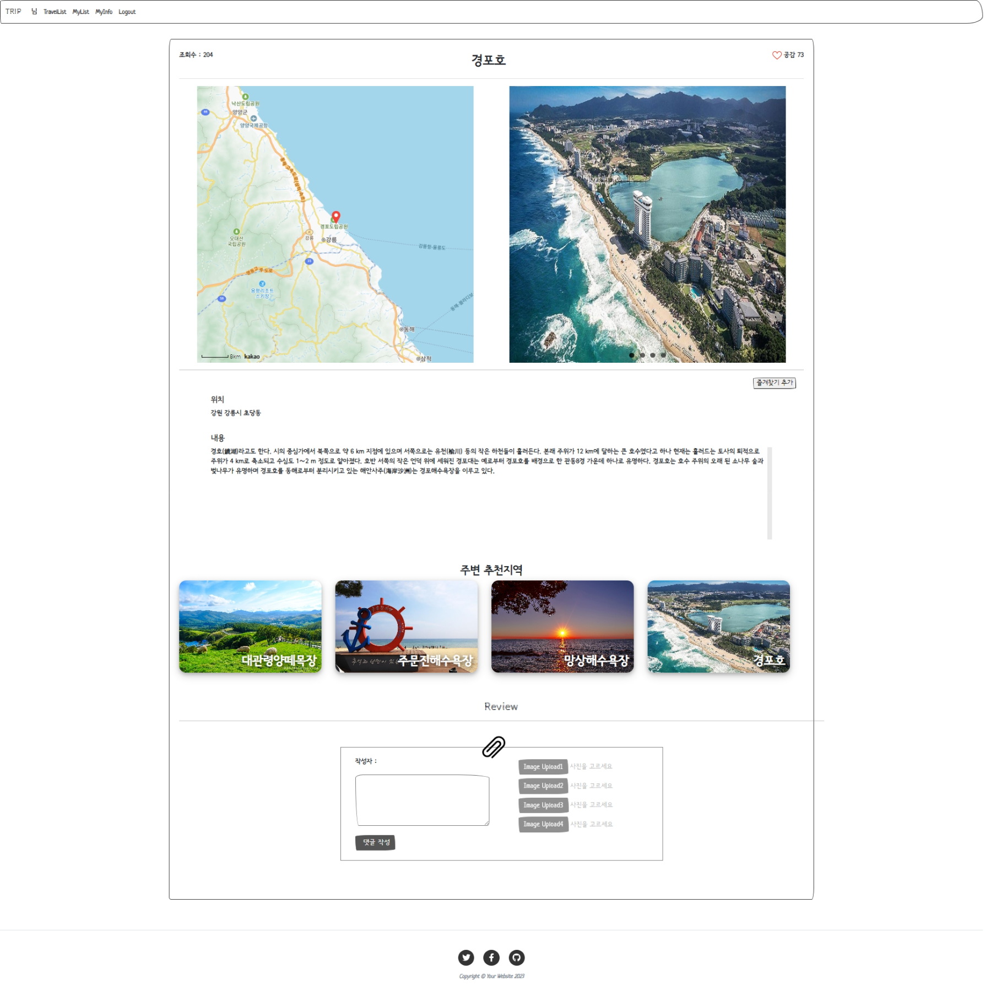 TRIP 님 TravelList MyList MyInfo Logout
조회수 : 204
경포호
공감 73
낙산도립공원
44
양양군
양양국제공항
경포도립공원
강릉
강릉
오대산
국립공원
강릉항-울릉도
35
용평리조트
스키장
59
동해
삼척
8km kakao
즐겨찾기 추가
위치
강원 강릉시 초당동
내용
경호(鏡湖)라고도 한다. 시의 중심가에서 북쪽으로 약 6 km 지점에 있으며 서쪽으로는 유천(楡川) 등의 작은 하천들이 흘러든다. 본래 주위가 12 km에 달하는 큰 호수였다고 하나 현재는 흘러드는 토사의 퇴적으로
주위가 4 km로 축소되고 수심도 1~2 m 정도로 얕아졌다. 호반 서쪽의 작은 언덕 위에 세워진 경포대는 예로부터 경포호를 배경으로 한 관동8경 가운데 하나로 유명하다. 경포호는 호수 주위의 오래 된 소나무 숲과
벚나무가 유명하며 경포호를 동해로부터 분리시키고 있는 해안사주(海岸沙洲)는 경포해수욕장을 이루고 있다.
주변 추천지역
대관령양떼목장
주문진해수욕장
망상해수욕장
경포호
Review
작성자 :
Image Upload1 사진을 고르세요
Image Upload2 사진을 고르세요
Image Upload3 사진을 고르세요
Image Upload4 사진을 고르세요
댓글 작성
Copyright © Your Website 2023